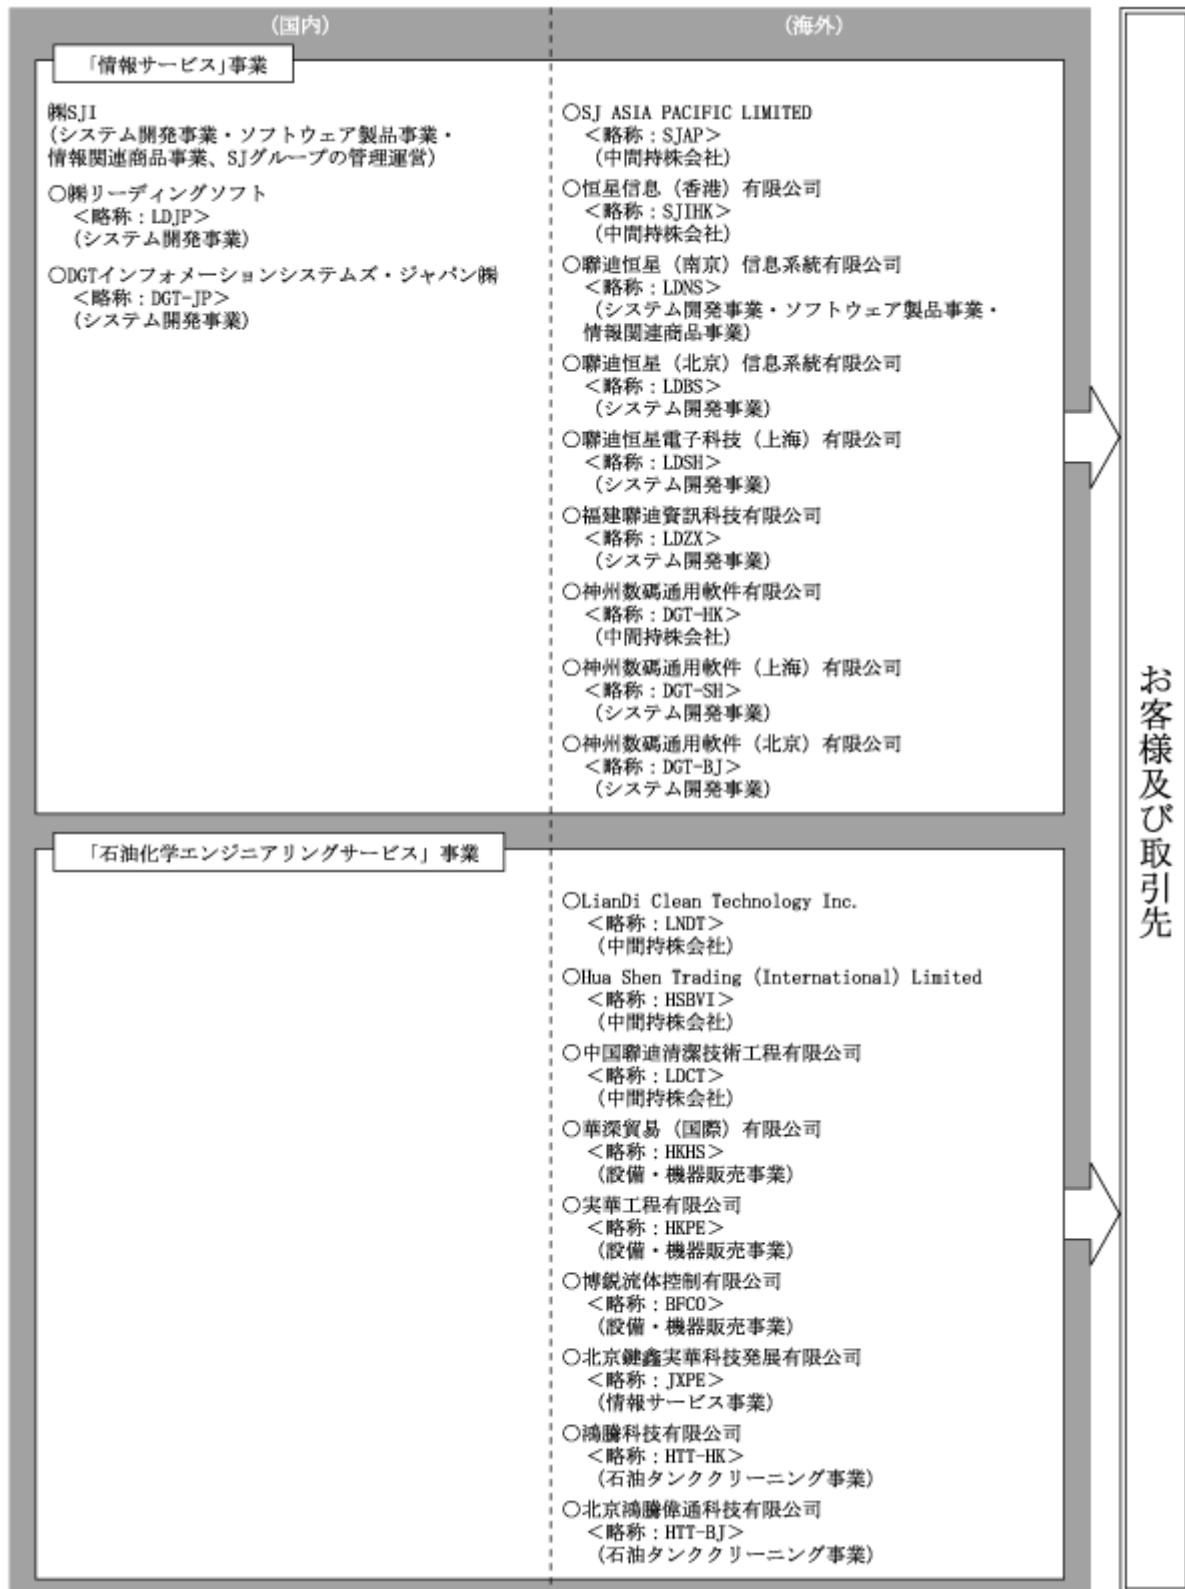 (国内)
(海外)
「情報サービス」事業
㈱SJI
(システム開発事業・ソフトウェア製品事業・
情報関連商品事業、SJグループの管理運営)
○㈱リーディングソフト
＜略称：LDJP＞
(システム開発事業)
○DGTインフォメーションシステムズ・ジャパン㈱
＜略称：DGT-JP＞
(システム開発事業)
○SJ ASIA PACIFIC LIMITED
＜略称：SJAP＞
(中間持株会社)
○恒星信息（香港）有限公司
＜略称：SJIHK＞
(中間持株会社)
○聯迪恒星（南京）信息系統有限公司
＜略称：LDNS＞
(システム開発事業・ソフトウェア製品事業・
情報関連商品事業)
○聯迪恒星（北京）信息系統有限公司
＜略称：LDBS＞
(システム開発事業)
○聯迪恒星電子科技（上海）有限公司
＜略称：LDSH＞
(システム開発事業)
○福建聯迪資訊科技有限公司
＜略称：LDZX＞
(システム開発事業)
○神州数碼通用軟件有限公司
＜略称：DGT-HK＞
(中間持株会社)
○神州数碼通用軟件（上海）有限公司
＜略称：DGT-SH＞
(システム開発事業)
○神州数碼通用軟件（北京）有限公司
＜略称：DGT-BJ＞
(システム開発事業)
「石油化学エンジニアリングサービス」事業
○LianDi Clean Technology Inc.
＜略称：LNDT＞
(中間持株会社)
○Hua Shen Trading (International) Limited
＜略称：HSBVI＞
(中間持株会社)
○中国聯迪清潔技術工程有限公司
＜略称：LDCT＞
(中間持株会社)
○華深貿易（国際）有限公司
＜略称：HKHS＞
(設備・機器販売事業)
○実華工程有限公司
＜略称：HKPE＞
(設備・機器販売事業)
○博鋭流体控制有限公司
＜略称：BFCO＞
(設備・機器販売事業)
○北京鍵鑫実華科技発展有限公司
＜略称：JXPE＞
(情報サービス事業)
○鴻騰科技有限公司
＜略称：HTT-HK＞
(石油タンククリーニング事業)
○北京鴻騰偉通科技有限公司
＜略称：HTT-BJ＞
(石油タンククリーニング事業)
お客様及び取引先